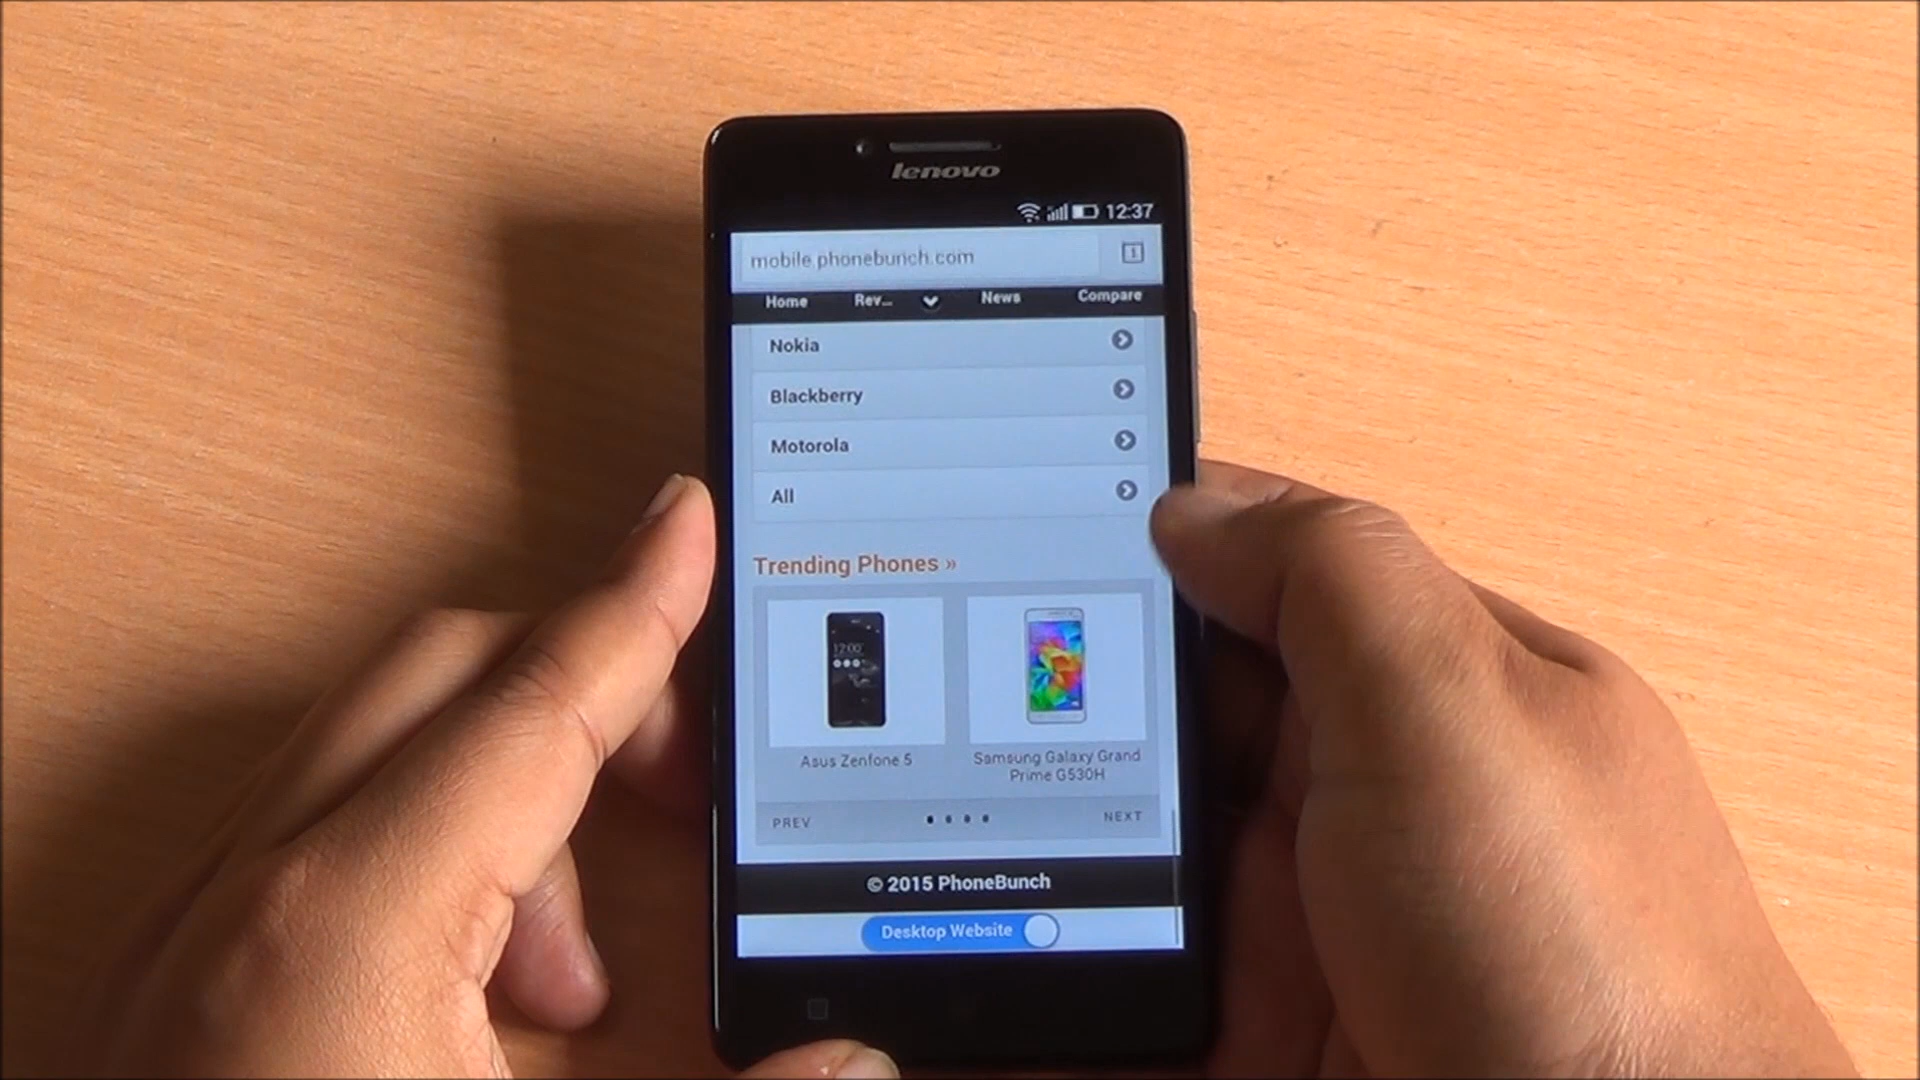 lenovo
12:37
mobile.phonebunch.com
1
Home Rev... News Compare
Nokia
Blackberry
Motorola
All
Trending Phones »
12:00
Asus Zenfone 5
Samsung Galaxy Grand
Prime G530H
PREV NEXT
© 2015 PhoneBunch
Desktop Website